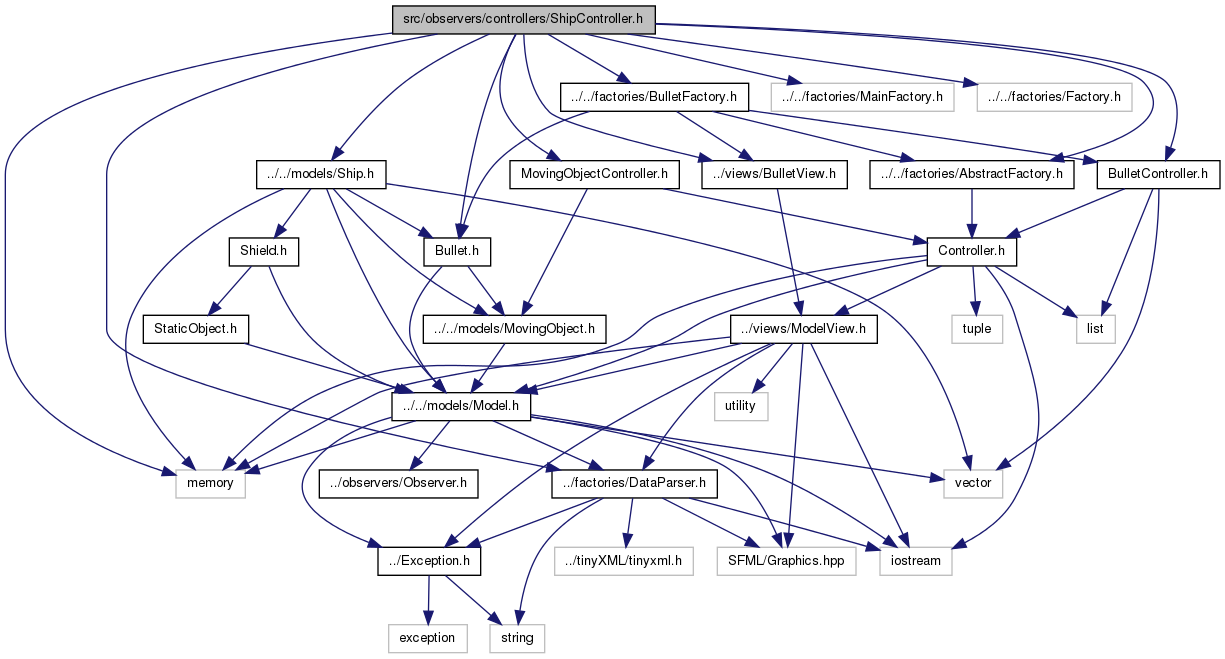 src/observers/controllers/ShipController.h
../../factories/BulletFactory.h
../../factories/MainFactory.h
../../factories/Factory.h
../../models/Ship.h
MovingObjectController.h
../views/BulletView.h
../../factories/AbstractFactory.h
BulletController.h
Shield.h
Bullet.h
Controller.h
StaticObject.h
../../models/MovingObject.h
../views/ModelView.h
tuple
list
../../models/Model.h
utility
memory
../observers/Observer.h
../factories/DataParser.h
vector
../Exception.h
../tinyXML/tinyxml.h
SFML/Graphics.hpp
iostream
exception
string